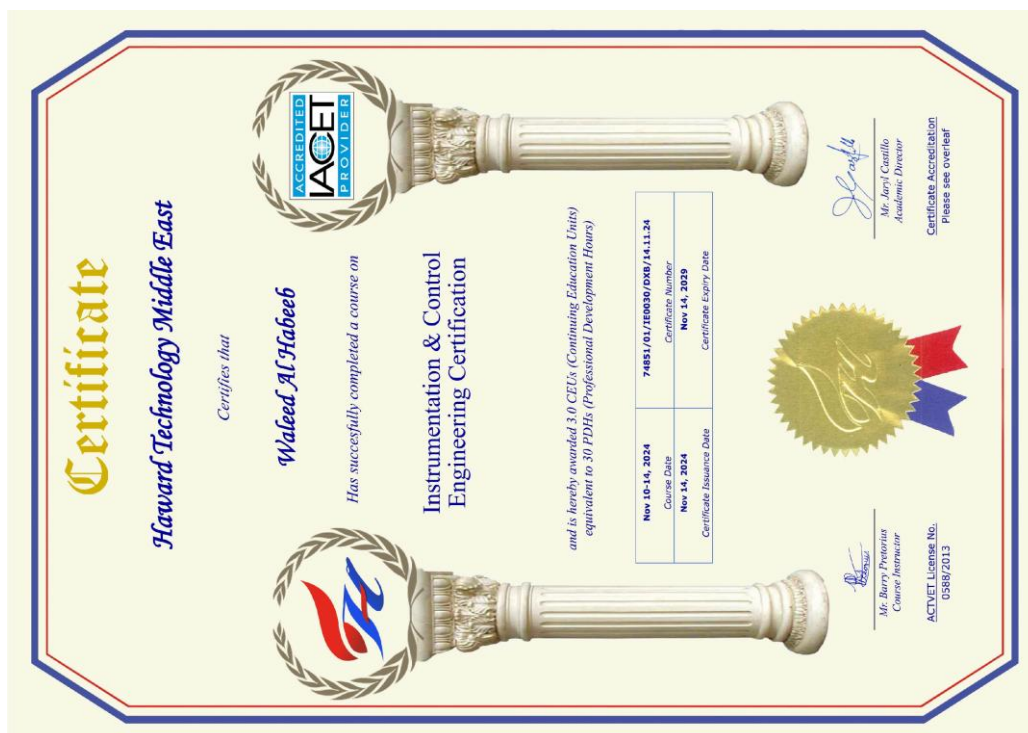 Certificate
Haward Technology Middle East
Certifies that
Waleed Al Habeeb
Has succesfully completed a course on
Instrumentation & Control
Engineering Certification
ACCREDITED
IACET
PROVIDER
and is hereby awarded 3.0 CEUs (Continuing Education Units)
equivalent to 30 PDHs (Professional Development Hours)
Nov 10-14, 2024
Course Date
74851/01/IE0030/DXB/14.11.24
Certificate Number
Nov 14, 2024
Certificate Issuance Date
Nov 14, 2029
Certificate Expiry Date
Mr. Barry Pretorius
Course Instructor
ACTVET License No.
0588/2013
Mr. Jaryl Castillo
Academic Director
Certificate Accreditation
Please see overleaf